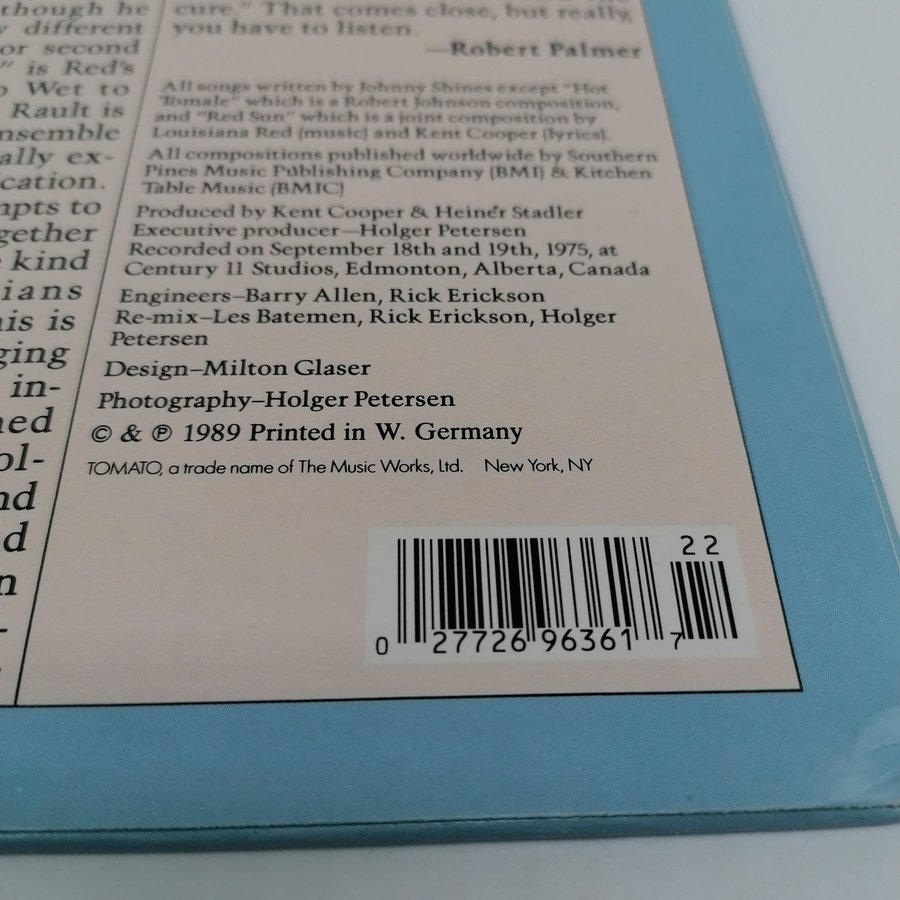 though he
different
or second
" is Red's
Wet to
Rault is
nsemble
ally ex-
cation.
mpts to
gether
kind
ians
his is
ging
in-
ned
ol-
nd
d
n
-
cure." That comes close, but really,
you have to listen.
—Robert Palmer
All songs written by Johnny Shines except "Hot
Tomale" which is a Robert Johnson composition,
and "Red Sun" which is a joint composition by
Louisiana Red (music) and Kent Cooper (lyrics).
All compositions published worldwide by Southern
Pines Music Publishing Company (BMI) & Kitchen
Table Music (BMIC)
Produced by Kent Cooper & Heiner Stadler
Executive producer—Holger Petersen
Recorded on September 18th and 19th, 1975, at
Century 11 Studios, Edmonton, Alberta, Canada
Engineers—Barry Allen, Rick Erickson
Re-mix—Les Batemen, Rick Erickson, Holger
Petersen
Design—Milton Glaser
Photography—Holger Petersen
© & ℗ 1989 Printed in W. Germany
TOMATO, a trade name of The Music Works, Ltd. New York, NY
22
0 27726 96361 7